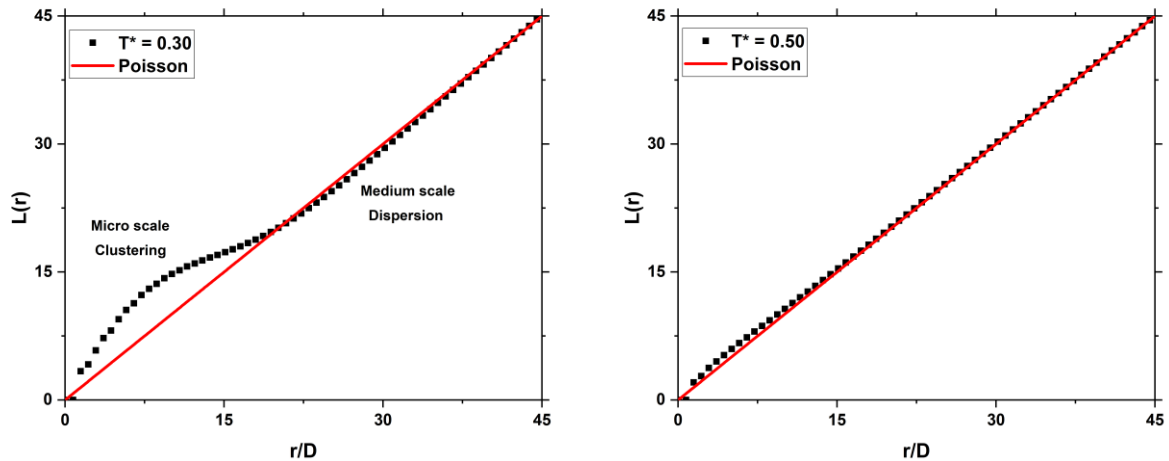 45
T* = 0.30
Poisson
30
L(r)
Medium scale
Dispersion
Micro scale
Clustering
15
0
0
15
30
45
r/D
45
T* = 0.50
Poisson
30
L(r)
15
0
0
15
30
45
r/D